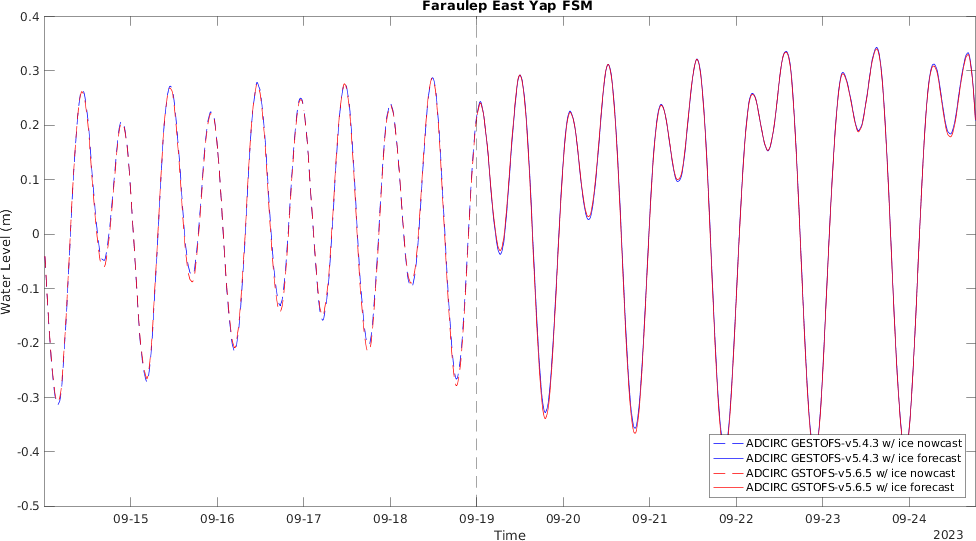 Faraulep East Yap FSM
0.4
0.3
0.2
0.1
0
-0.1
-0.2
-0.3
-0.4
-0.5
Water Level (m)
ADCIRC GESTOFS-v5.4.3 w/ ice nowcast
ADCIRC GESTOFS-v5.4.3 w/ ice forecast
ADCIRC GSTOFS-v5.6.5 w/ ice nowcast
ADCIRC GSTOFS-v5.6.5 w/ ice forecast
09-15 09-16 09-17 09-18 09-19 09-20 09-21 09-22 09-23 09-24
Time
2023